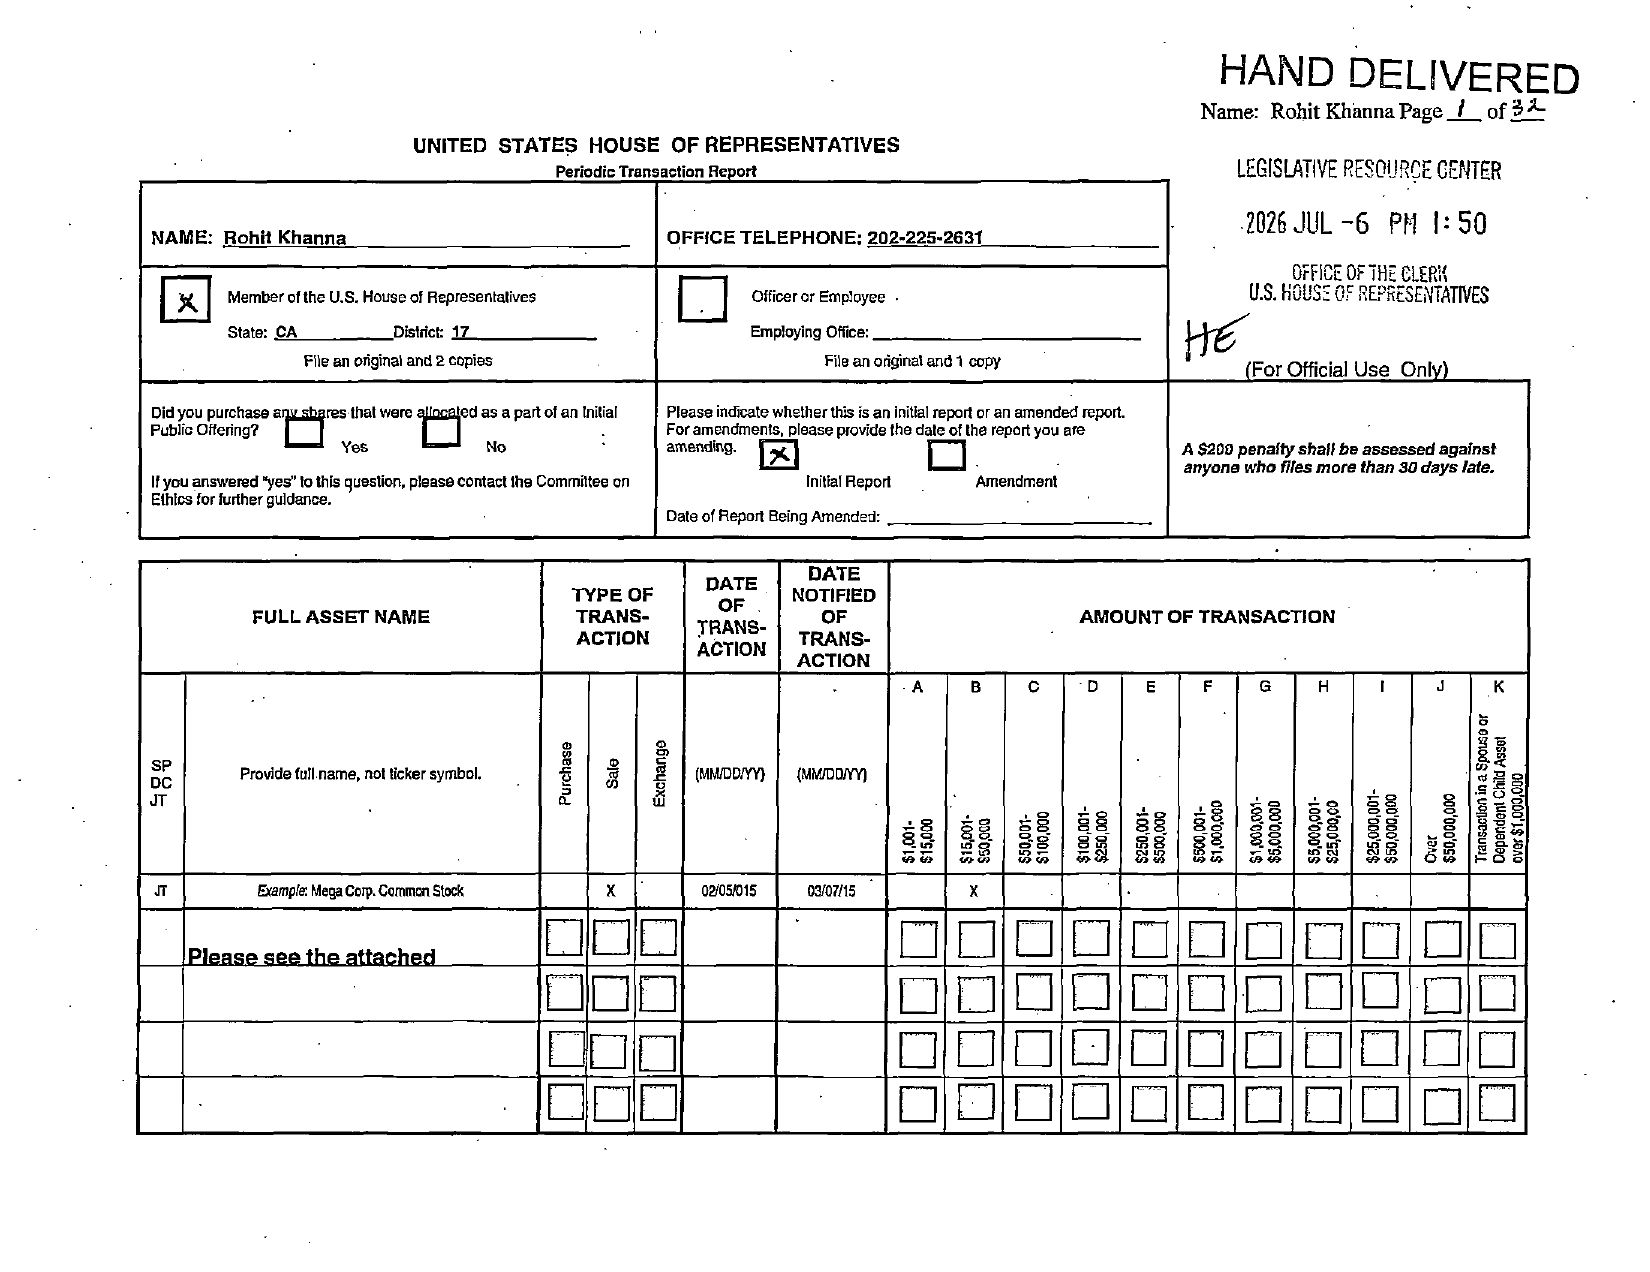 HAND DELIVERED
Name: Rohit Khanna Page 1 of 32
UNITED STATES HOUSE OF REPRESENTATIVES
Periodic Transaction Report
LEGISLATIVE RESOURCE CENTER
2026 JUL -6 PM 1:50
OFFICE OF THE CLERK
U.S. HOUSE OF REPRESENTATIVES
HE
(For Official Use Only)
NAME: Rohit Khanna
OFFICE TELEPHONE: 202-225-2631
X
Member of the U.S. House of Representatives
State: CA District: 17
File an original and 2 copies
Officer or Employee
Employing Office:
File an original and 1 copy
Did you purchase any shares that were allocated as a part of an Initial
Public Offering?
Yes
No
If you answered "yes" to this question, please contact the Committee on
Ethics for further guidance.
Please indicate whether this is an initial report or an amended report.
For amendments, please provide the date of the report you are
amending.
X
Initial Report
Amendment
Date of Report Being Amended:
A $200 penalty shall be assessed against
anyone who files more than 30 days late.
FULL ASSET NAME
TYPE OF
TRANS-
ACTION
DATE
OF
TRANS-
ACTION
DATE
NOTIFIED
OF
TRANS-
ACTION
AMOUNT OF TRANSACTION
SP
DC
JT
Provide full name, not ticker symbol.
Purchase
Sale
Exchange
(MM/DD/YY)
(MM/DD/YY)
A B C D E F G H I J K
$1,001-
$15,000
$15,001-
$50,000
$50,001-
$100,000
$100,001-
$250,000
$250,001-
$500,000
$500,001-
$1,000,000
$1,000,001-
$5,000,000
$5,000,001-
$25,000,00
$25,000,001-
$50,000,000
Over
$50,000,000
Transaction in a Spouse or
Dependent Child Asset
over $1,000,000
JT Example: Mega Corp. Common Stock X 02/05/015 03/07/15 X
Please see the attached